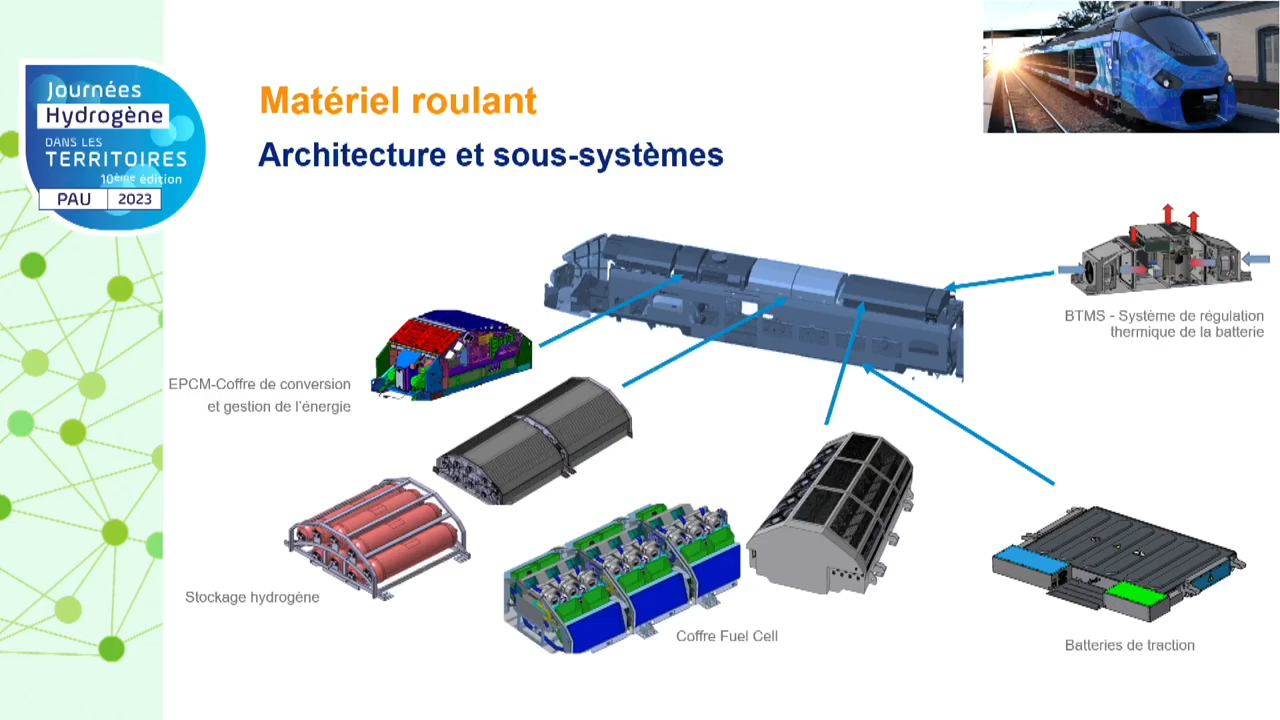 Journées
Hydrogène
DANS LES
TERRITOIRES
10ème édition
PAU 2023
Matériel roulant
Architecture et sous-systèmes
BTMS - Système de régulation
thermique de la batterie
EPCM-Coffre de conversion
et gestion de l'énergie
Stockage hydrogène
Coffre Fuel Cell
Batteries de traction